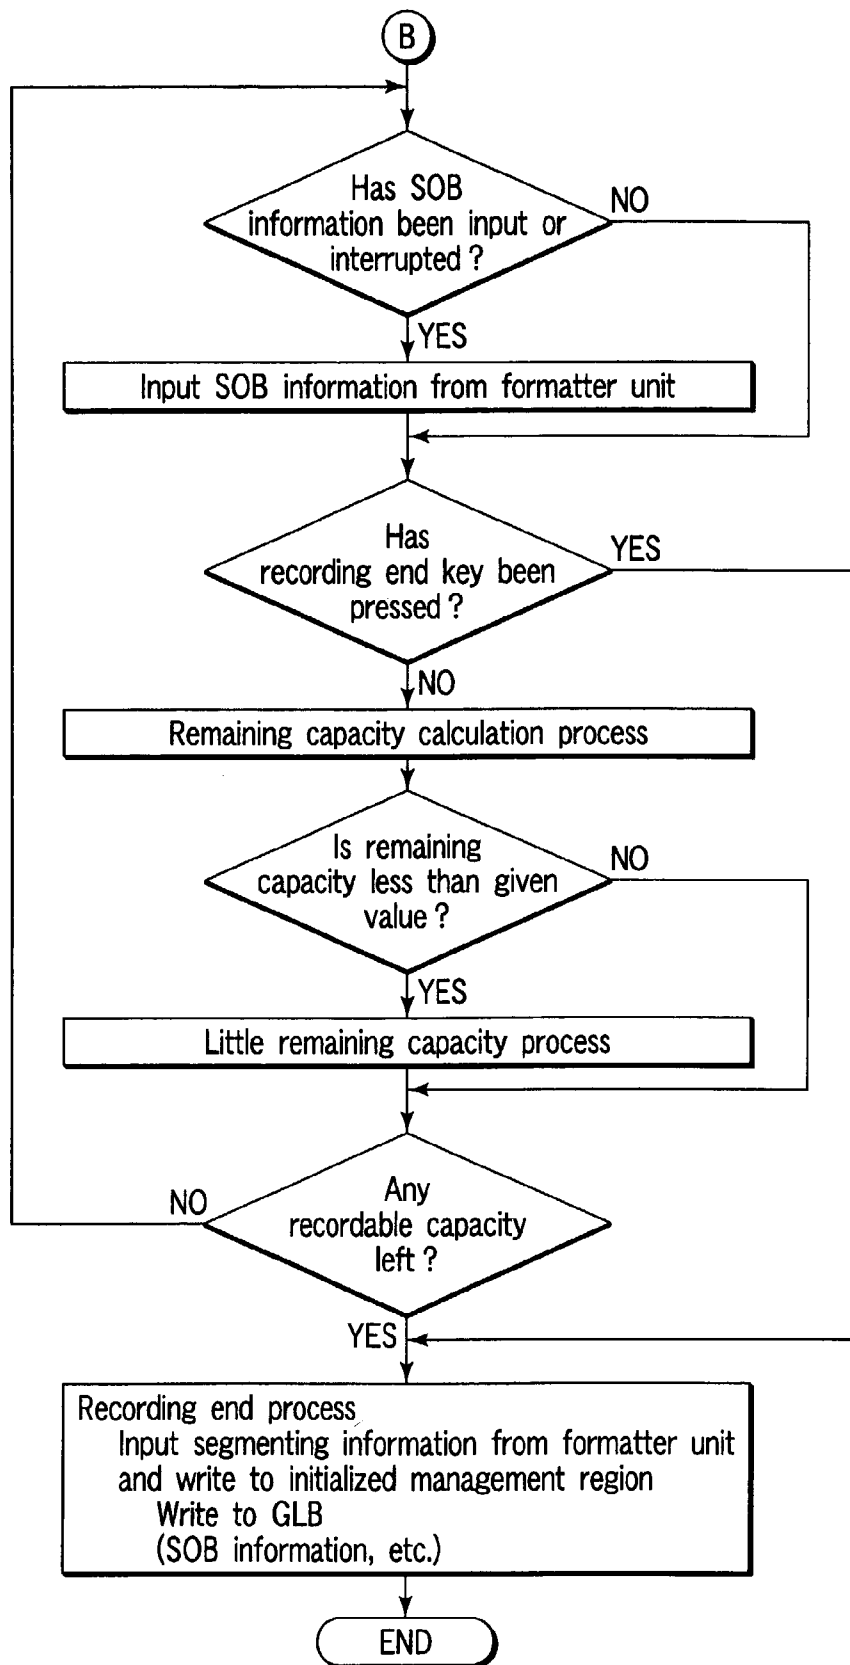 B
Has SOB
information been input or
interrupted ?
NO
YES
Input SOB information from formatter unit
Has
recording end key been
pressed ?
YES
NO
Remaining capacity calculation process
Is remaining
capacity less than given
value ?
NO
YES
Little remaining capacity process
NO
Any
recordable capacity
left ?
YES
Recording end process
Input segmenting information from formatter unit
and write to initialized management region
Write to GLB
(SOB information, etc.)
END